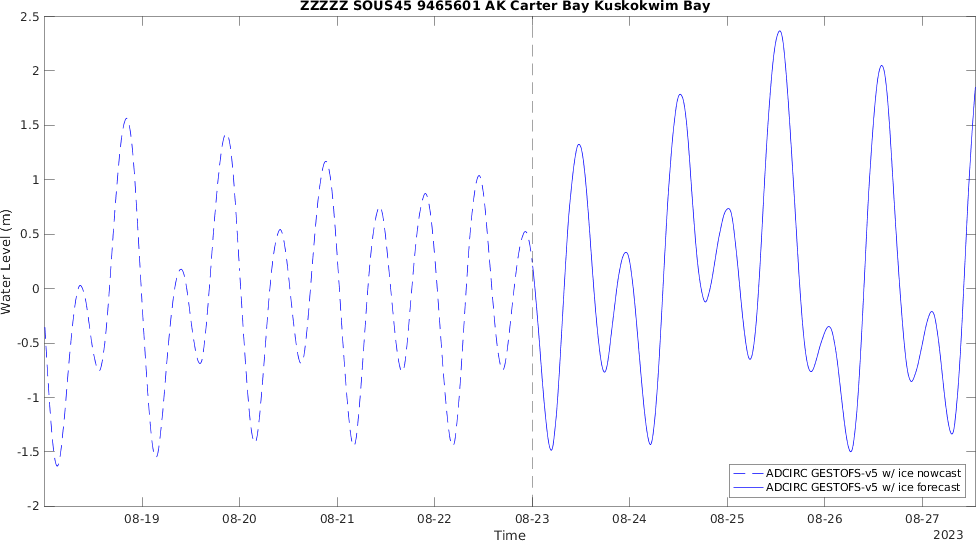 ZZZZZ SOUS45 9465601 AK Carter Bay Kuskokwim Bay
2.5
2
1.5
1
0.5
0
-0.5
-1
-1.5
-2
Water Level (m)
ADCIRC GESTOFS-v5 w/ ice nowcast
ADCIRC GESTOFS-v5 w/ ice forecast
08-19 08-20 08-21 08-22 08-23 08-24 08-25 08-26 08-27
Time
2023